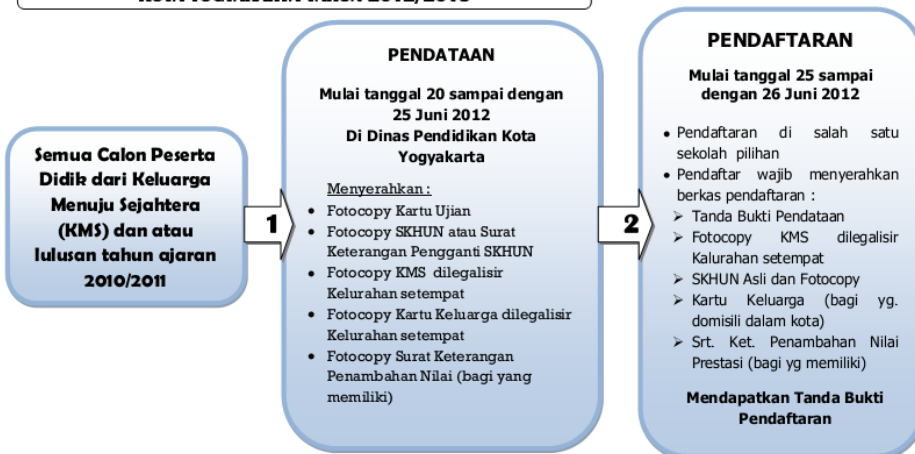 KOTA YOGYAKARTA TAHUN 2012/2013
Semua Calon Peserta
Didik dari Keluarga
Menuju Sejahtera
(KMS) dan atau
lulusan tahun ajaran
2010/2011
1
PENDATAAN
Mulai tanggal 20 sampai dengan
25 Juni 2012
Di Dinas Pendidikan Kota
Yogyakarta
Menyerahkan :
• Fotocopy Kartu Ujian
• Fotocopy SKHUN atau Surat
Keterangan Pengganti SKHUN
• Fotocopy KMS dilegalisir
Kelurahan setempat
• Fotocopy Kartu Keluarga dilegalisir
Kelurahan setempat
• Fotocopy Surat Keterangan
Penambahan Nilai (bagi yang
memiliki)
2
PENDAFTARAN
Mulai tanggal 25 sampai
dengan 26 Juni 2012
• Pendaftaran di salah satu
sekolah pilihan
• Pendaftar wajib menyerahkan
berkas pendaftaran :
➢ Tanda Bukti Pendataan
➢ Fotocopy KMS dilegalisir
Kalurahan setempat
➢ SKHUN Asli dan Fotocopy
➢ Kartu Keluarga (bagi yg.
domisili dalam kota)
➢ Srt. Ket. Penambahan Nilai
Prestasi (bagi yg memiliki)
Mendapatkan Tanda Bukti
Pendaftaran